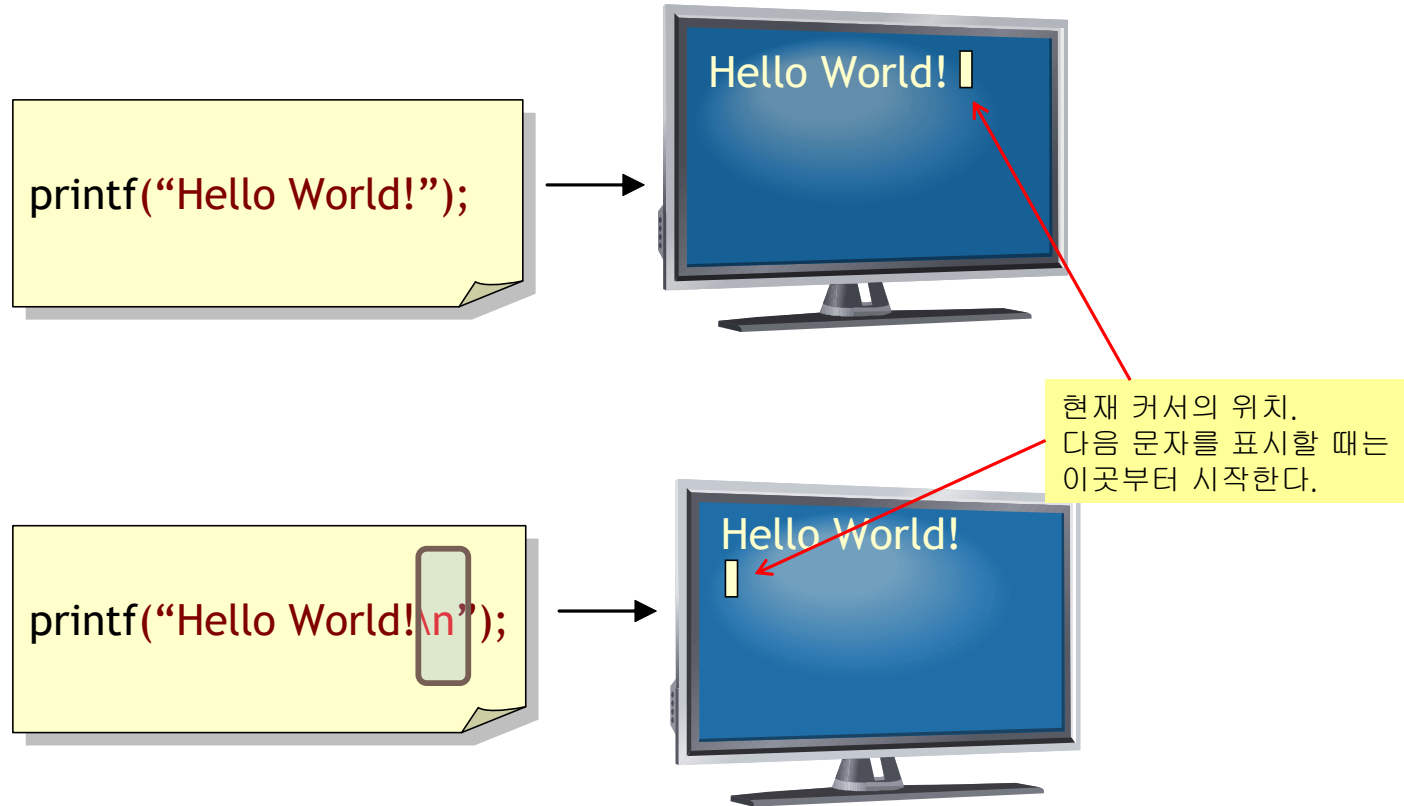 Hello World!
printf(“Hello World!”);
현재 커서의 위치.
다음 문자를 표시할 때는
이곳부터 시작한다.
Hello World!
printf(“Hello World!\n”);